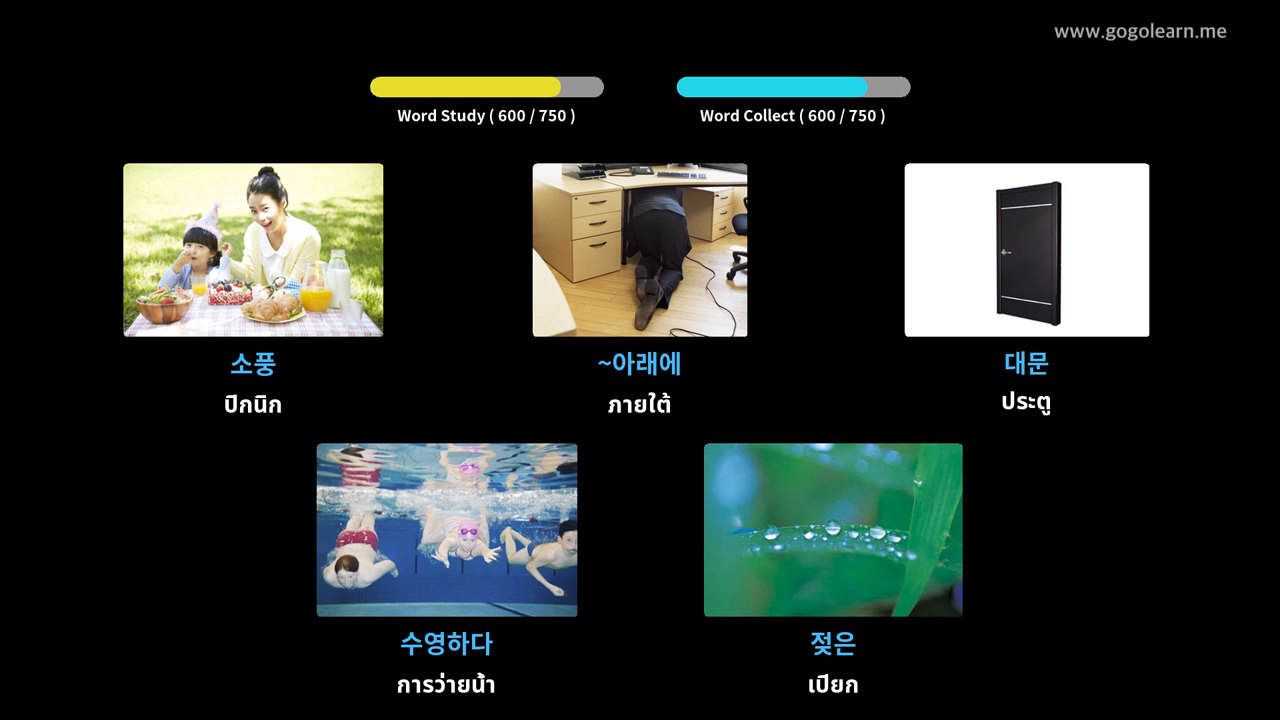 www.gogolearn.me
Word Study ( 600 / 750 )
Word Collect ( 600 / 750 )
소풍
ปิกนิก
~아래에
ภายใต้
대문
ประตู
수영하다
การว่ายน้ำ
젖은
เปียก